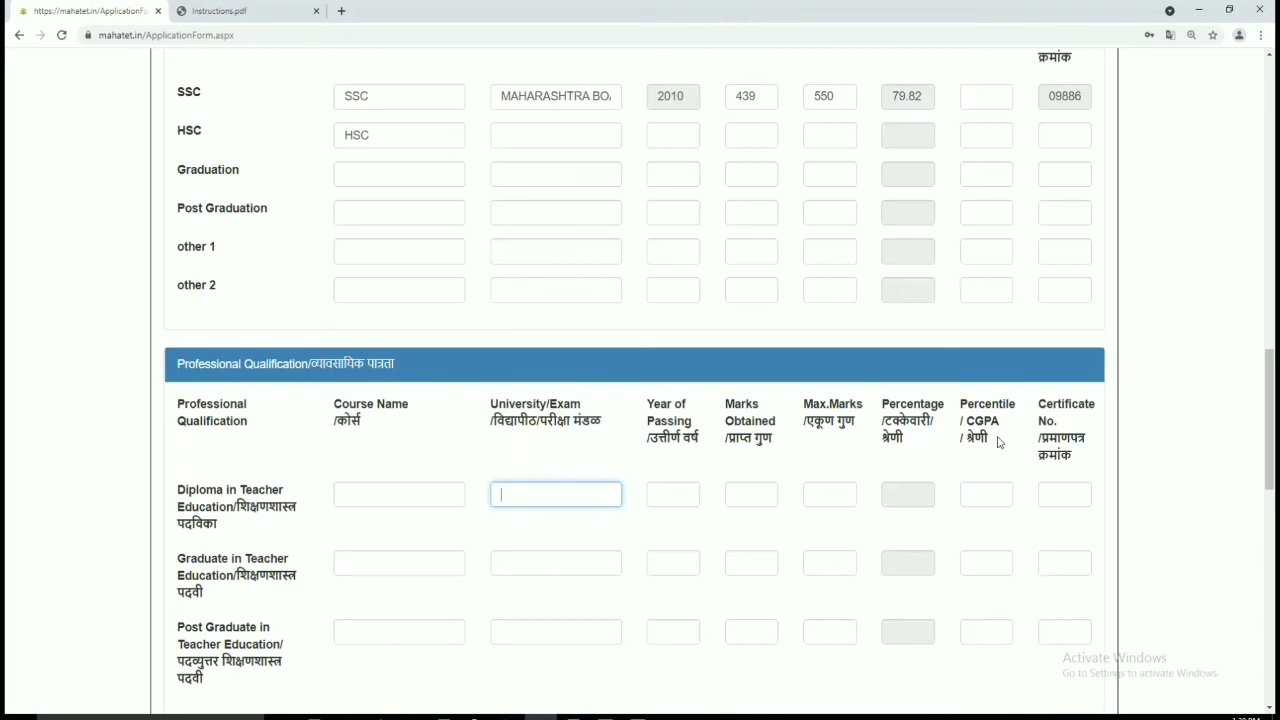 https://mahatet.in/ApplicationF
Instructions.pdf
mahatet.in/ApplicationForm.aspx
क्रमांक
SSC SSC MAHARASHTRA BO 2010 439 550 79.82 09886
HSC HSC
Graduation
Post Graduation
other 1
other 2
Professional Qualification/व्यावसायिक पात्रता
Professional Qualification
Course Name /कोर्स
University/Exam /विद्यापीठ/परीक्षा मंडळ
Year of Passing /उत्तीर्ण वर्ष
Marks Obtained /प्राप्त गुण
Max.Marks /एकूण गुण
Percentage /टक्केवारी/ श्रेणी
Percentile / CGPA / श्रेणी
Certificate No. /प्रमाणपत्र क्रमांक
Diploma in Teacher
Education/शिक्षणशास्त्र
पदविका
Graduate in Teacher
Education/शिक्षणशास्त्र
पदवी
Post Graduate in
Teacher Education/
पदव्युत्तर शिक्षणशास्त्र
पदवी
Activate Windows
Go to Settings to activate Windows.